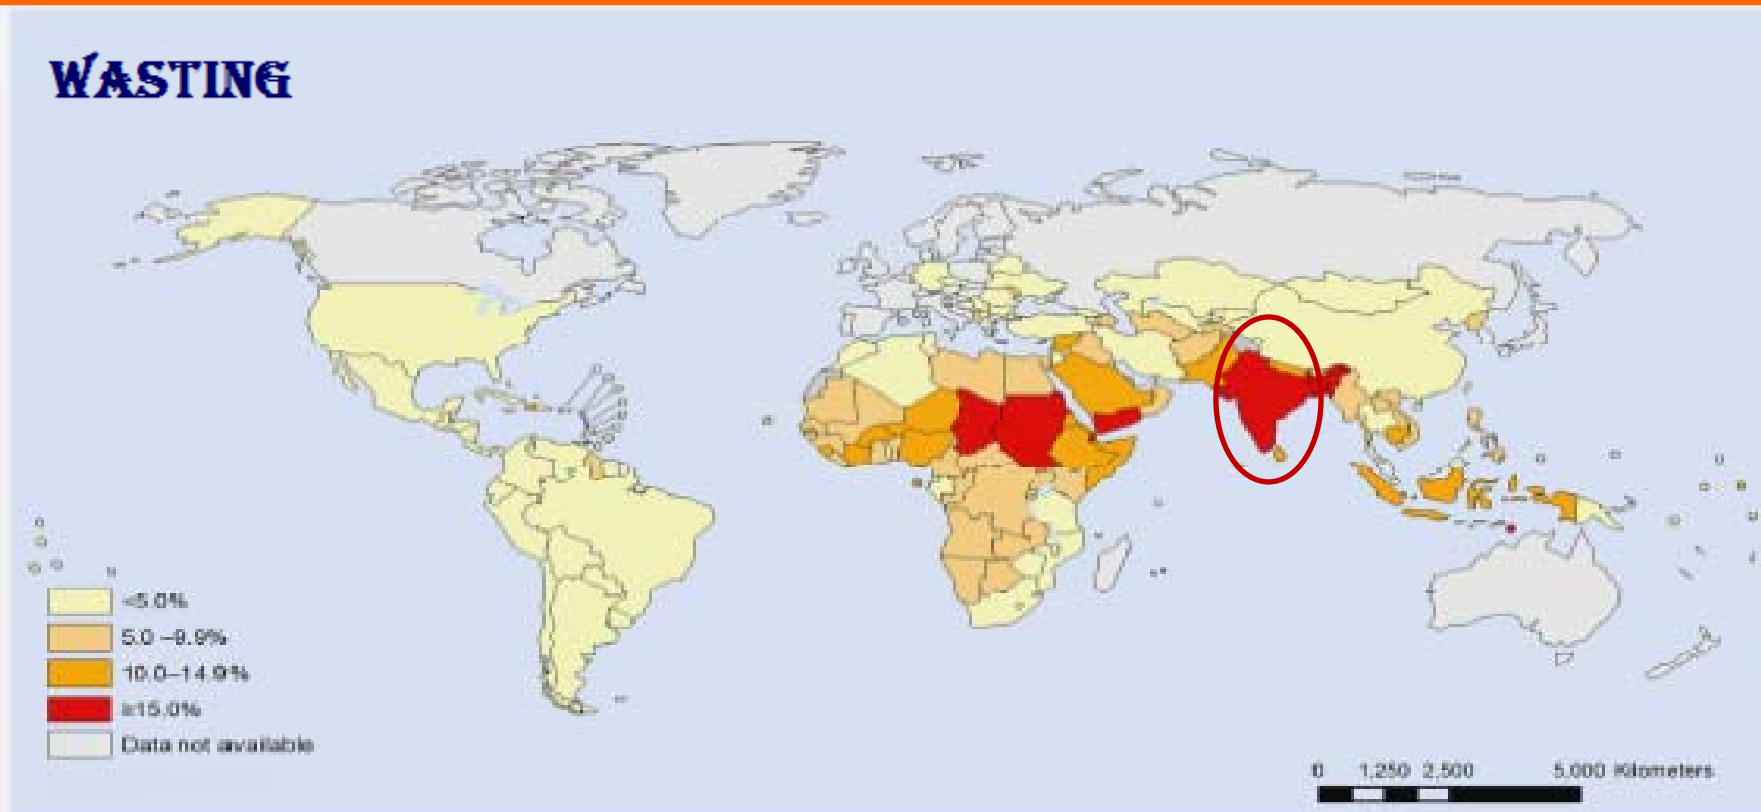 WASTING
<5.0%
5.0 –9.9%
10.0–14.9%
≥15.0%
Data not available
0 1,250 2,500 5,000 Kilometers